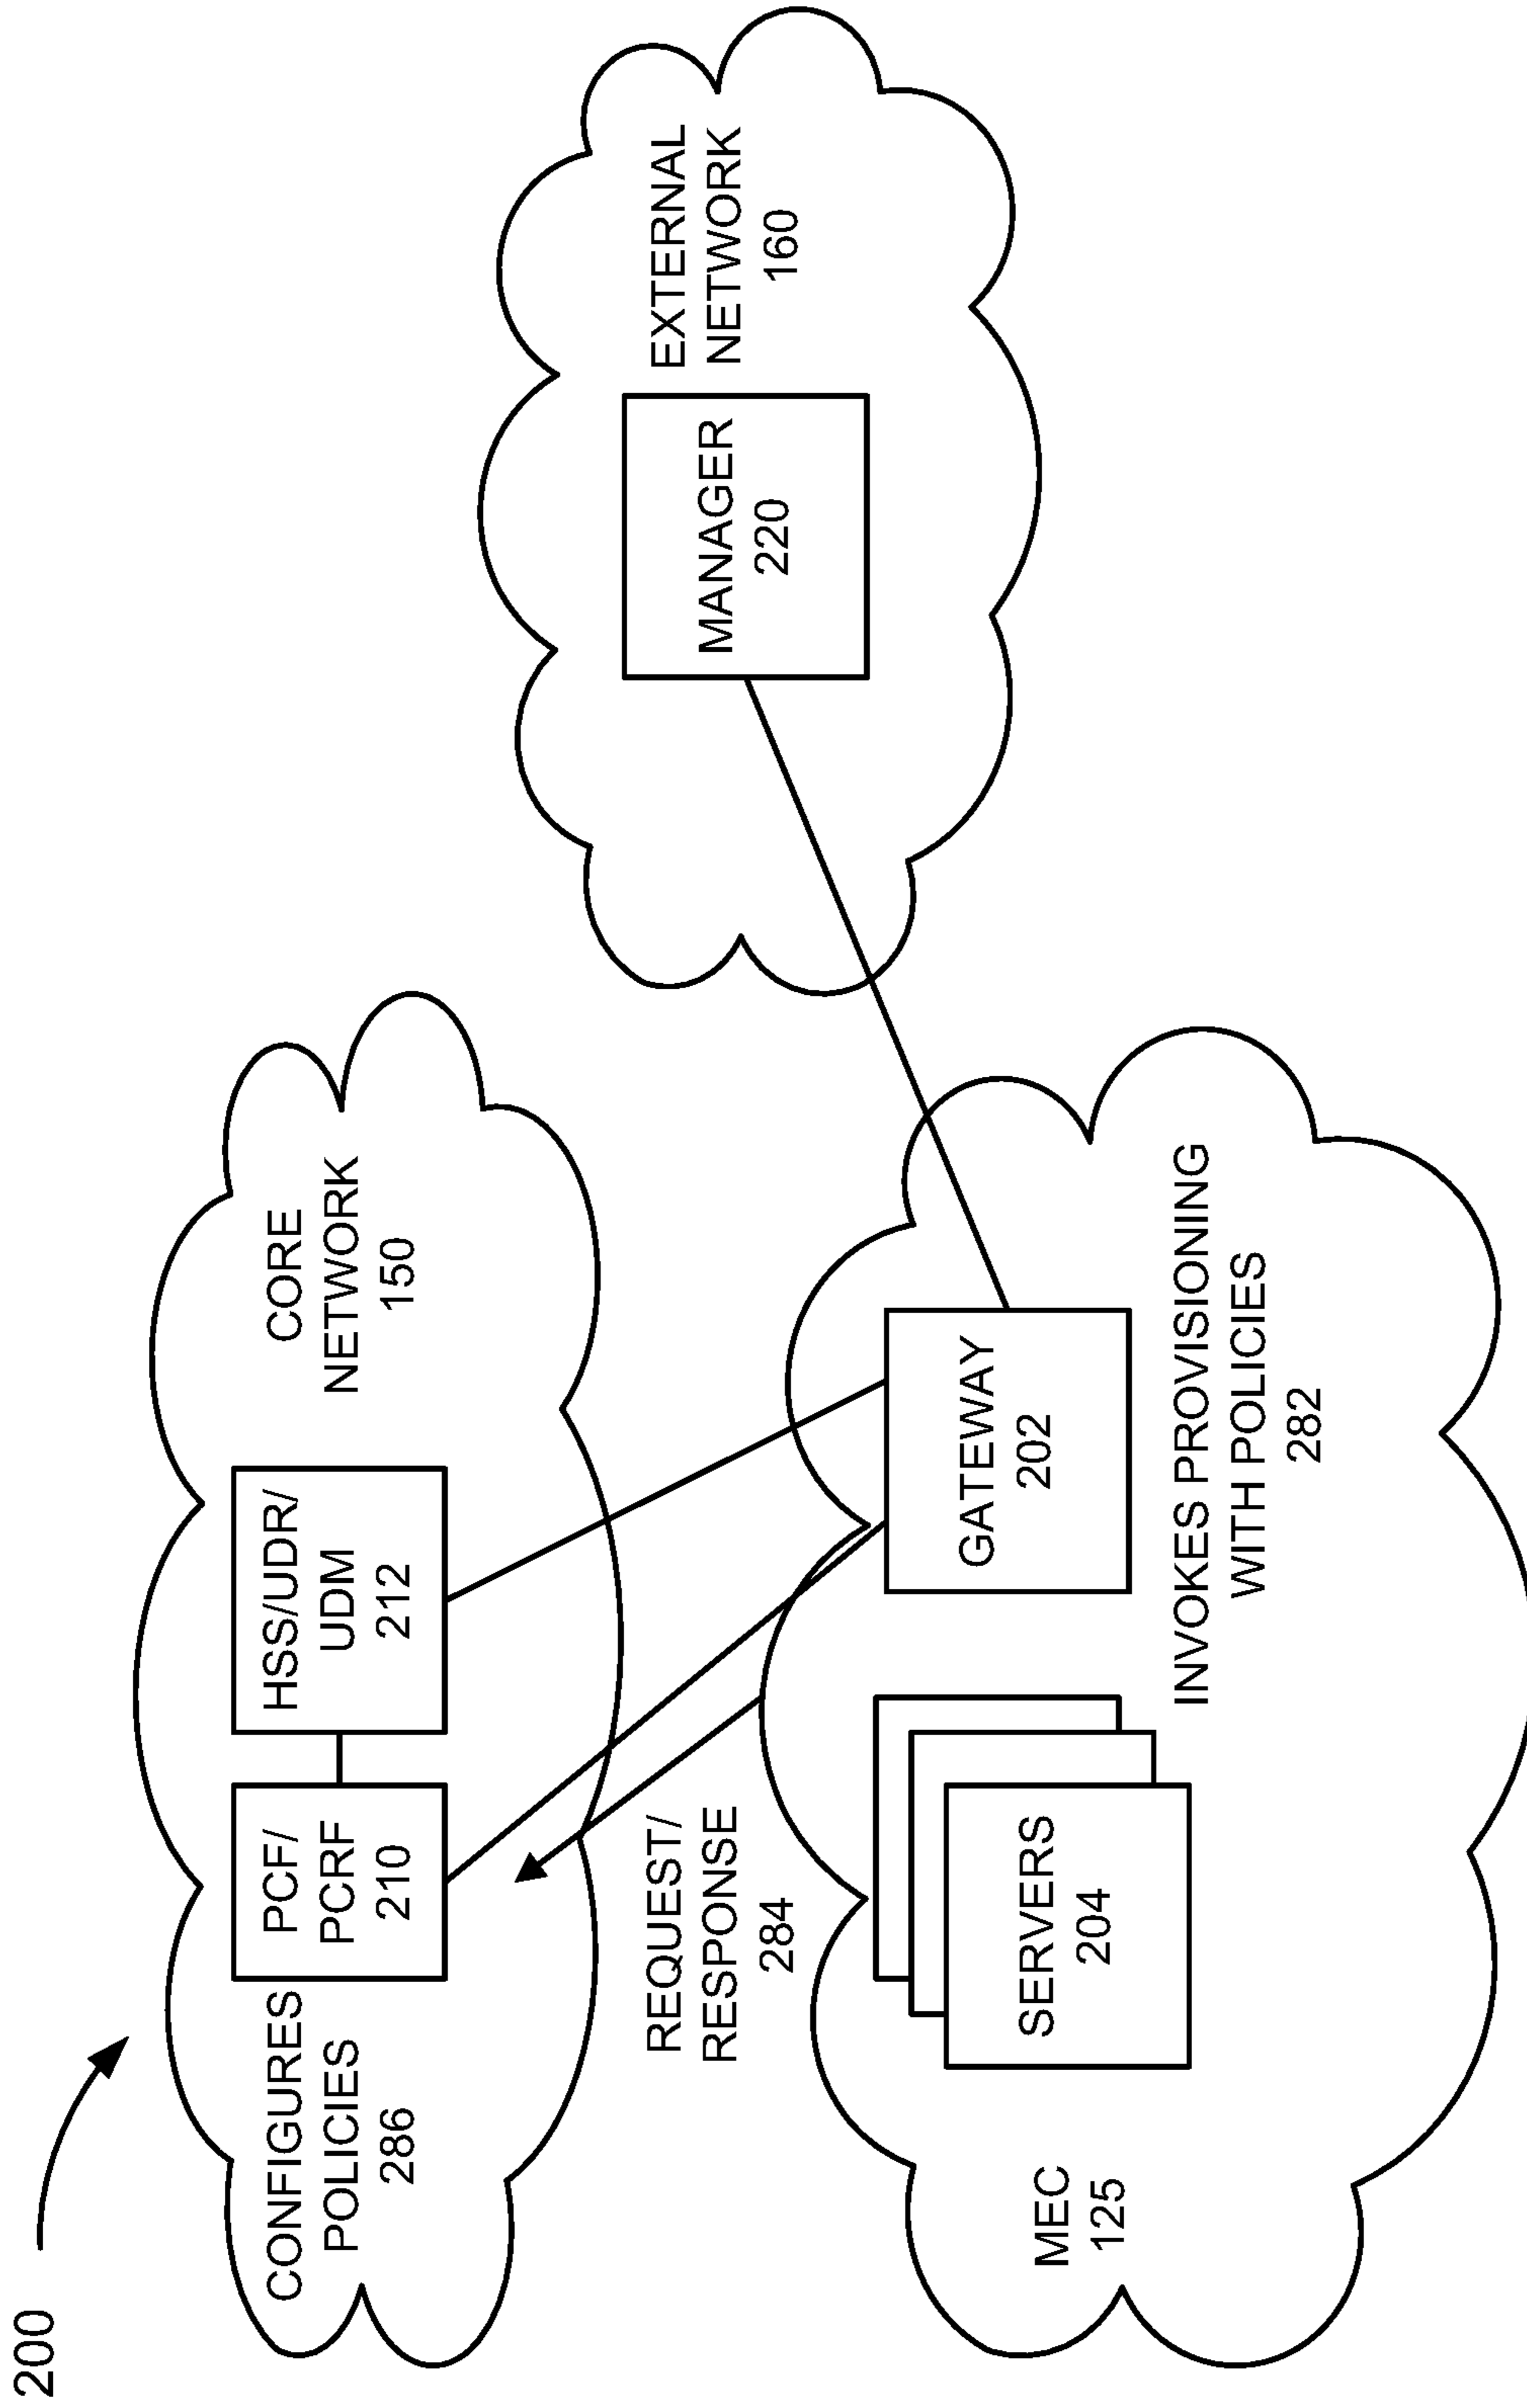 200
CONFIGURES
POLICIES
286
PCF/
PCRF
210
HSS/UDR/
UDM
212
CORE
NETWORK
150
REQUEST/
RESPONSE
284
MEC
125
SERVERS
204
GATEWAY
202
INVOKES PROVISIONING
WITH POLICIES
282
MANAGER
220
EXTERNAL
NETWORK
160